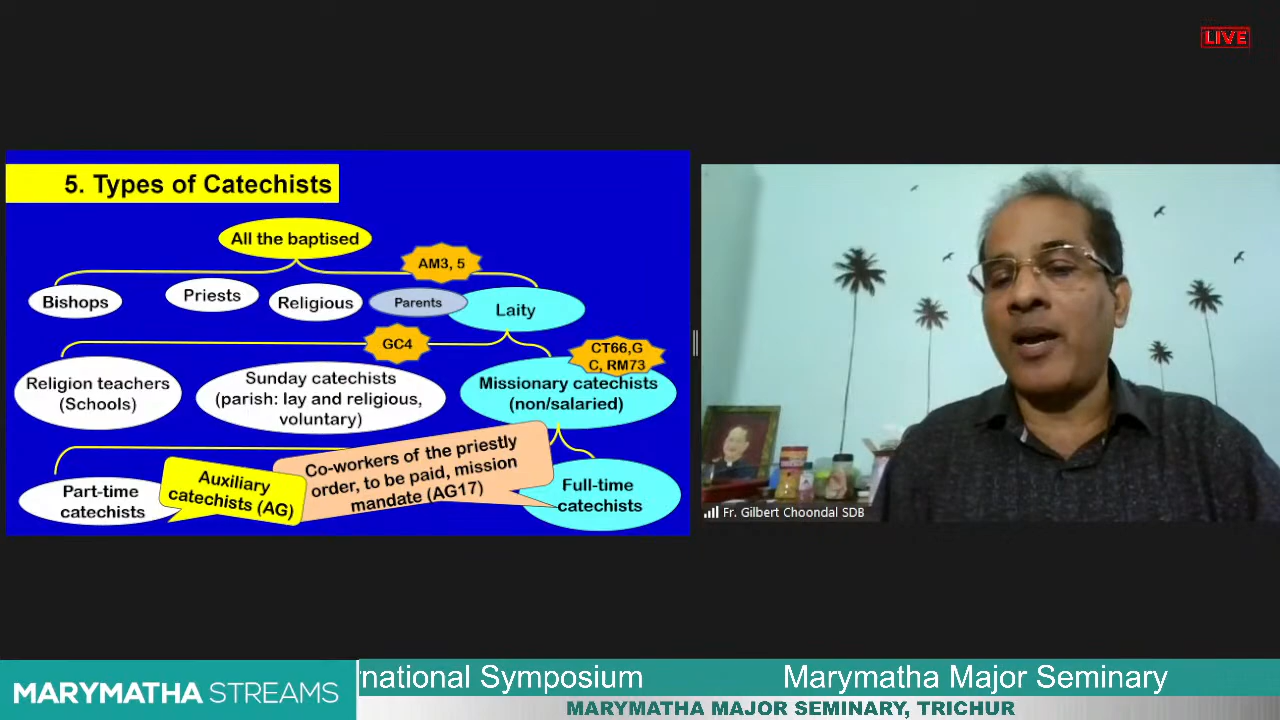 LIVE
5. Types of Catechists
All the baptised
AM3, 5
Bishops
Priests
Religious
Parents
Laity
GC4
CT66,G
C, RM73
Religion teachers
(Schools)
Sunday catechists
(parish: lay and religious,
voluntary)
Missionary catechists
(non/salaried)
Co-workers of the priestly
order, to be paid, mission
mandate (AG17)
Part-time
catechists
Auxiliary
catechists (AG)
Full-time
catechists
Fr. Gilbert Choondal SDB
MARYMATHA STREAMS
rnational Symposium
Marymatha Major Seminary
MARYMATHA MAJOR SEMINARY, TRICHUR